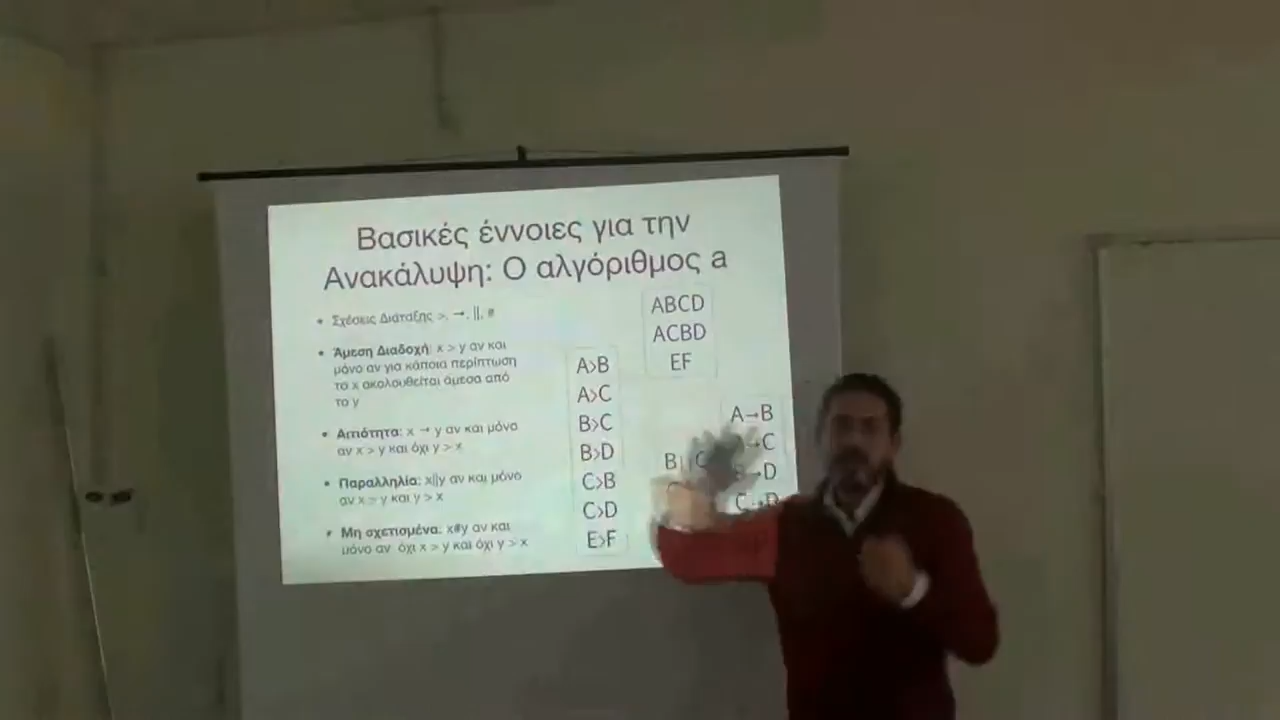 Βασικές έννοιες για την
Ανακάλυψη: Ο αλγόριθμος a
• Σχέσεις Διάταξης >, →, ||, #
• Άμεση Διαδοχή: x > y αν και
μόνο αν για κάποια περίπτωση
το x ακολουθείται άμεσα από
το y
• Αιτιότητα: x → y αν και μόνο
αν x > y και όχι y > x
• Παραλληλία: x||y αν και μόνο
αν x > y και y > x
• Μη σχετισμένα: x#y αν και
μόνο αν όχι x > y και όχι y > x
A>B
A>C
B>C
B>D
C>B
C>D
E>F
ABCD
ACBD
EF
B||C
A→B
→C
→D